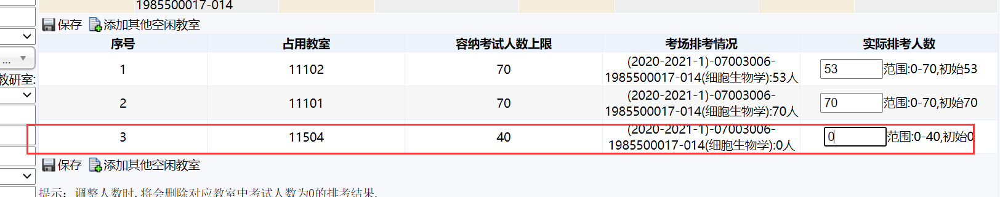 1985500017-014
保存 添加其他空闲教室
序号 占用教室 容纳考试人数上限 考场排考情况 实际排考人数
1 11102 70 (2020-2021-1)-07003006-
1985500017-014(细胞生物学):53人 53 范围:0-70,初始53
... 
教研室:
2 11101 70 (2020-2021-1)-07003006-
1985500017-014(细胞生物学):70人 70 范围:0-70,初始70
3 11504 40 (2020-2021-1)-07003006-
1985500017-014(细胞生物学):0人 0 范围:0-40,初始0
保存 添加其他空闲教室
提示：调整人数时,将会删除对应教室中考试人数为0的排考结果.